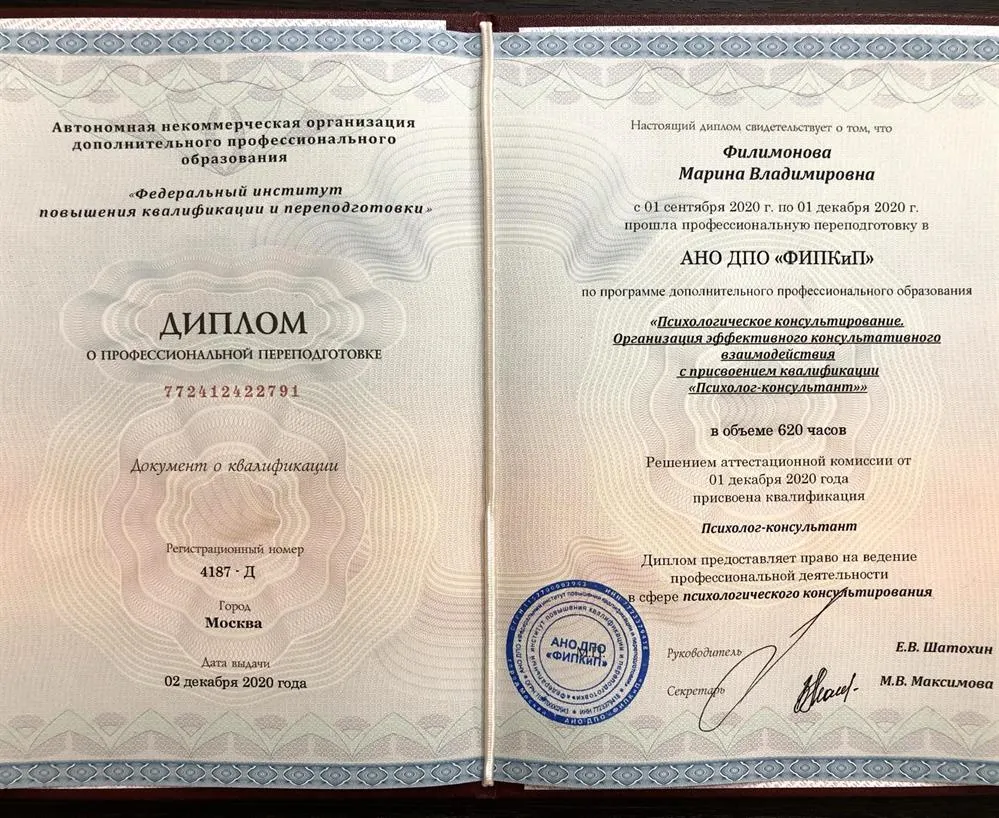 Автономная некоммерческая организация
дополнительного профессионального
образования
«Федеральный институт
повышения квалификации и переподготовки»
ДИПЛОМ
О ПРОФЕССИОНАЛЬНОЙ ПЕРЕПОДГОТОВКЕ
772412422791
Документ о квалификации
Регистрационный номер
4187 - Д
Город
Москва
Дата выдачи
02 декабря 2020 года
Настоящий диплом свидетельствует о том, что
Филимонова
Марина Владимировна
с 01 сентября 2020 г. по 01 декабря 2020 г.
прошла профессиональную переподготовку в
АНО ДПО «ФИПКиП»
по программе дополнительного профессионального образования
«Психологическое консультирование.
Организация эффективного консультативного
взаимодействия
с присвоением квалификации
«Психолог-консультант»»
в объеме 620 часов
Решением аттестационной комиссии от
01 декабря 2020 года
присвоена квалификация
Психолог-консультант
Диплом предоставляет право на ведение
профессиональной деятельности
в сфере психологического консультирования
АНО ДПО
«ФИПКиП»
М.П.
Руководитель
Е.В. Шатохин
Секретарь
М.В. Максимова